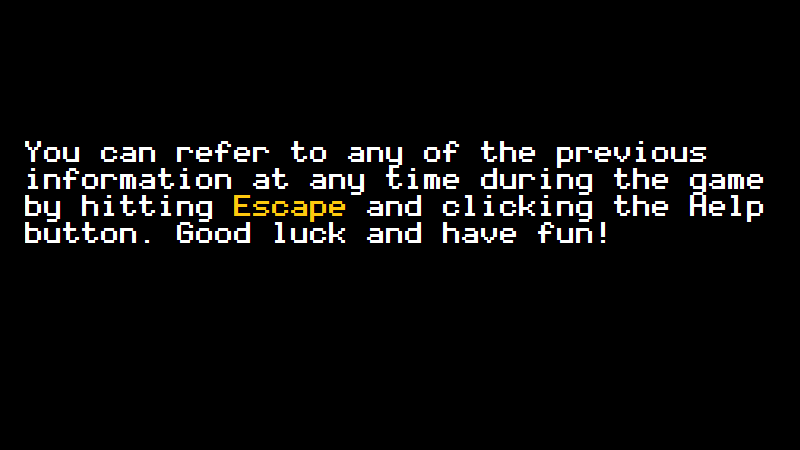 You can refer to any of the previous
information at any time during the game
by hitting Escape and clicking the Help
button. Good luck and have fun!